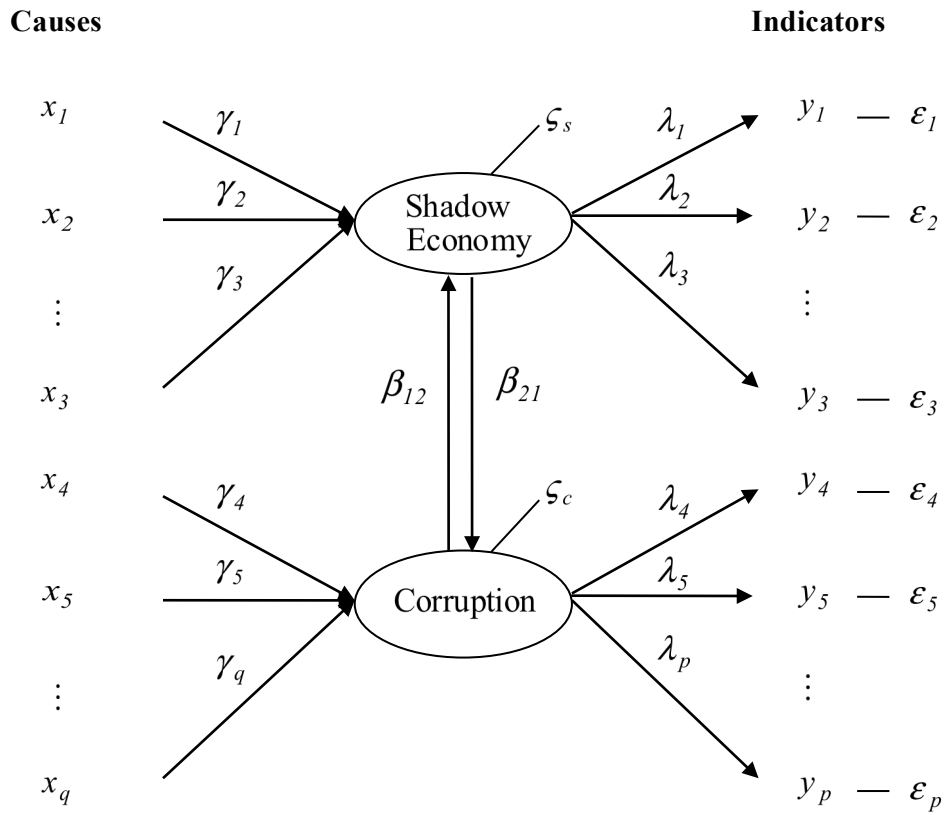 Causes
Indicators
x1
γ1
ςs
λ1
y1 — ε1
x2
γ2
Shadow
Economy
λ2
y2 — ε2
γ3
λ3
⋮
⋮
x3
β12
β21
y3 — ε3
x4
γ4
ςc
λ4
y4 — ε4
x5
γ5
Corruption
λ5
y5 — ε5
γq
λp
⋮
⋮
xq
yp — εp